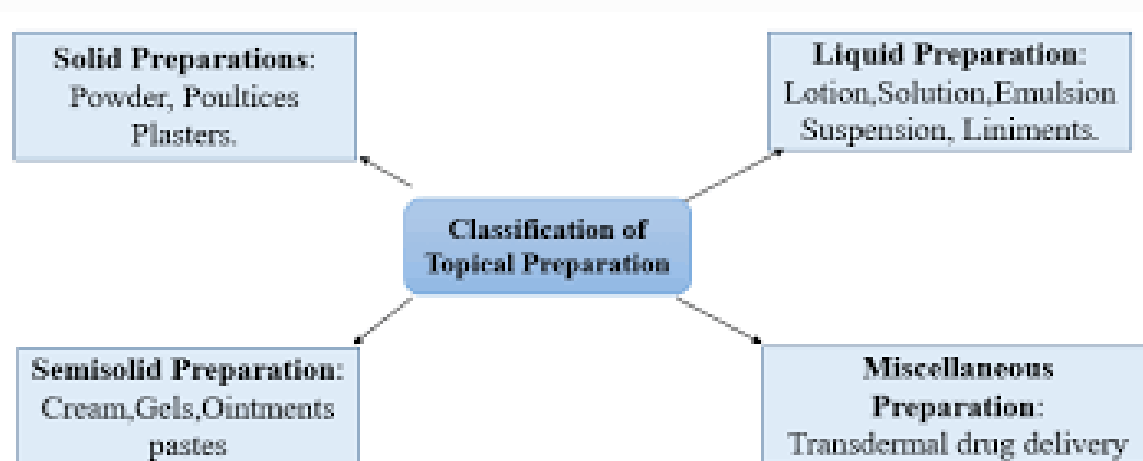 Solid Preparations:
Powder, Poultices
Plasters.
Liquid Preparation:
Lotion,Solution,Emulsion
Suspension, Liniments.
Classification of
Topical Preparation
Semisolid Preparation:
Cream,Gels,Ointments
pastes
Miscellaneous
Preparation:
Transdermal drug delivery